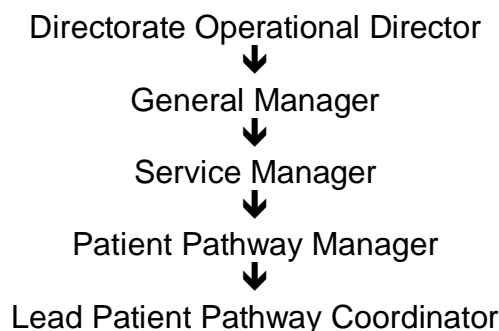 Directorate Operational Director
General Manager
Service Manager
Patient Pathway Manager
Lead Patient Pathway Coordinator